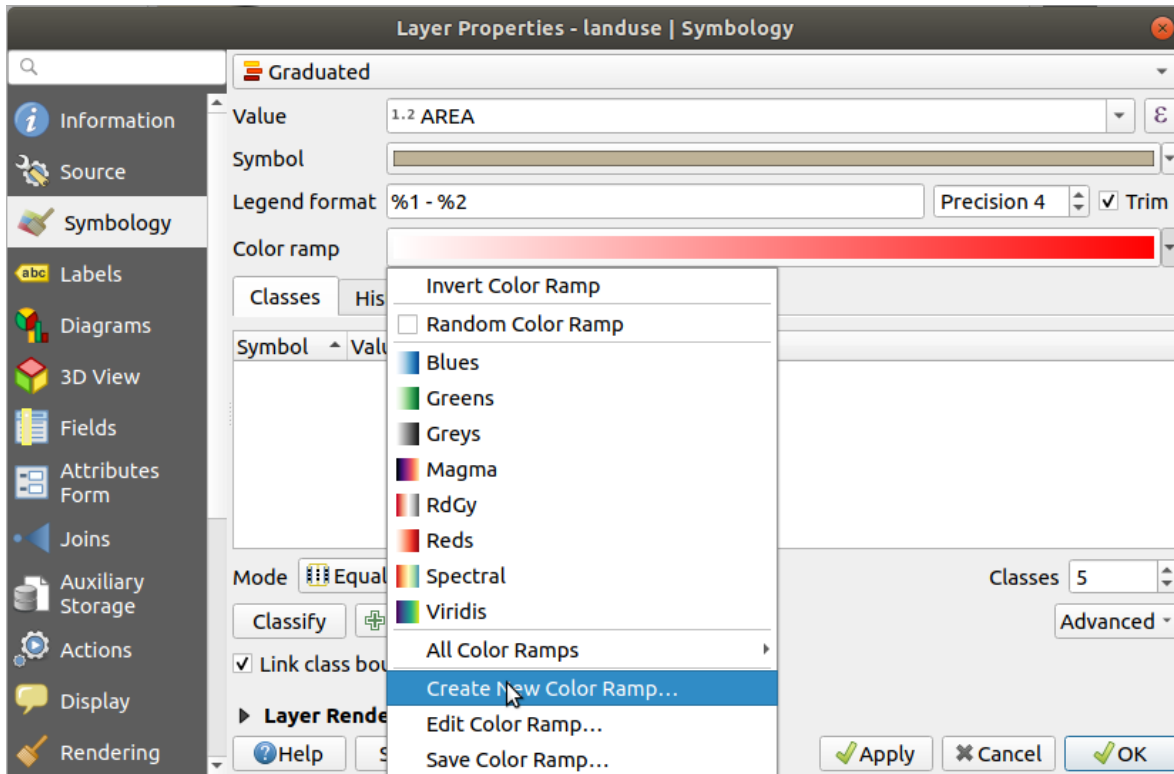 Layer Properties - landuse | Symbology
Graduated
Information
Source
Symbology
abc Labels
Diagrams
3D View
Fields
Attributes
Form
Joins
Auxiliary
Storage
Actions
Display
Rendering
Value 1.2 AREA ε
Symbol
Legend format %1 - %2 Precision 4 Trim
Color ramp
Classes His
Symbol Valu
Invert Color Ramp
Random Color Ramp
Blues
Greens
Greys
Magma
RdGy
Reds
Spectral
Viridis
All Color Ramps
Create New Color Ramp...
Edit Color Ramp...
Save Color Ramp...
Mode Equal Classes 5
Classify Advanced
Link class bou
Layer Rende
Help S Apply Cancel OK